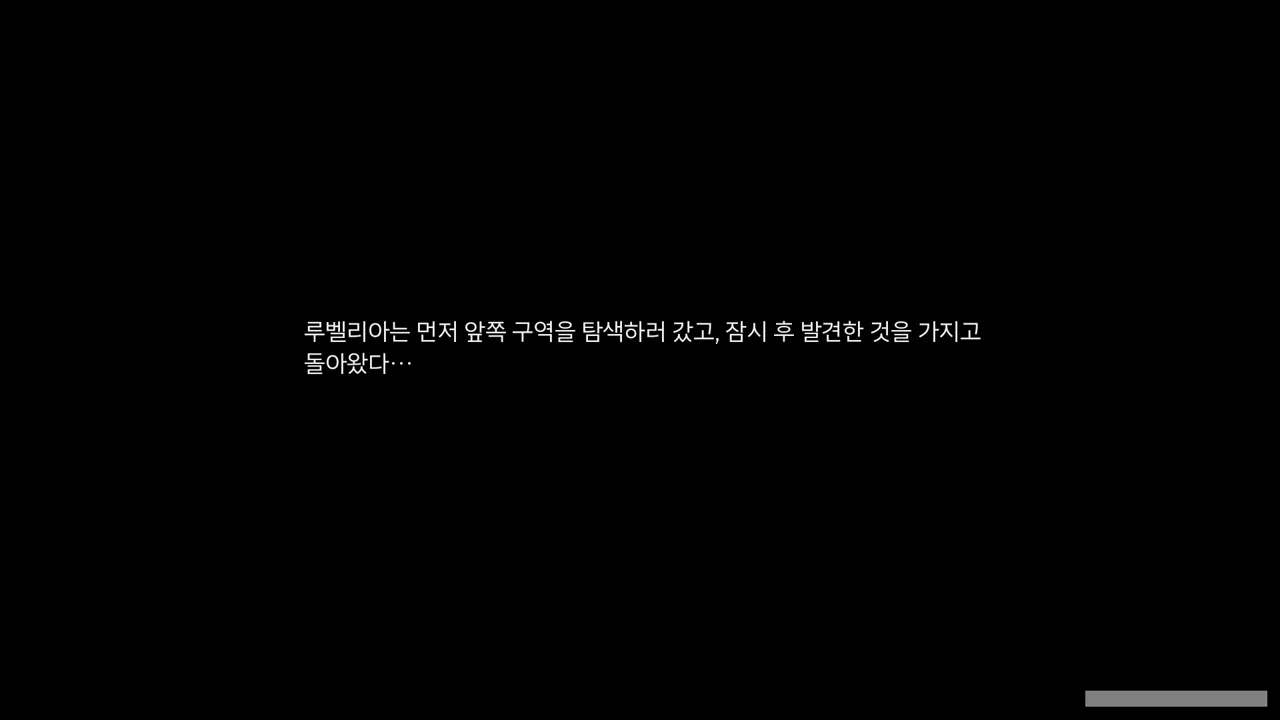 루벨리아는 먼저 앞쪽 구역을 탐색하러 갔고, 잠시 후 발견한 것을 가지고
돌아왔다…